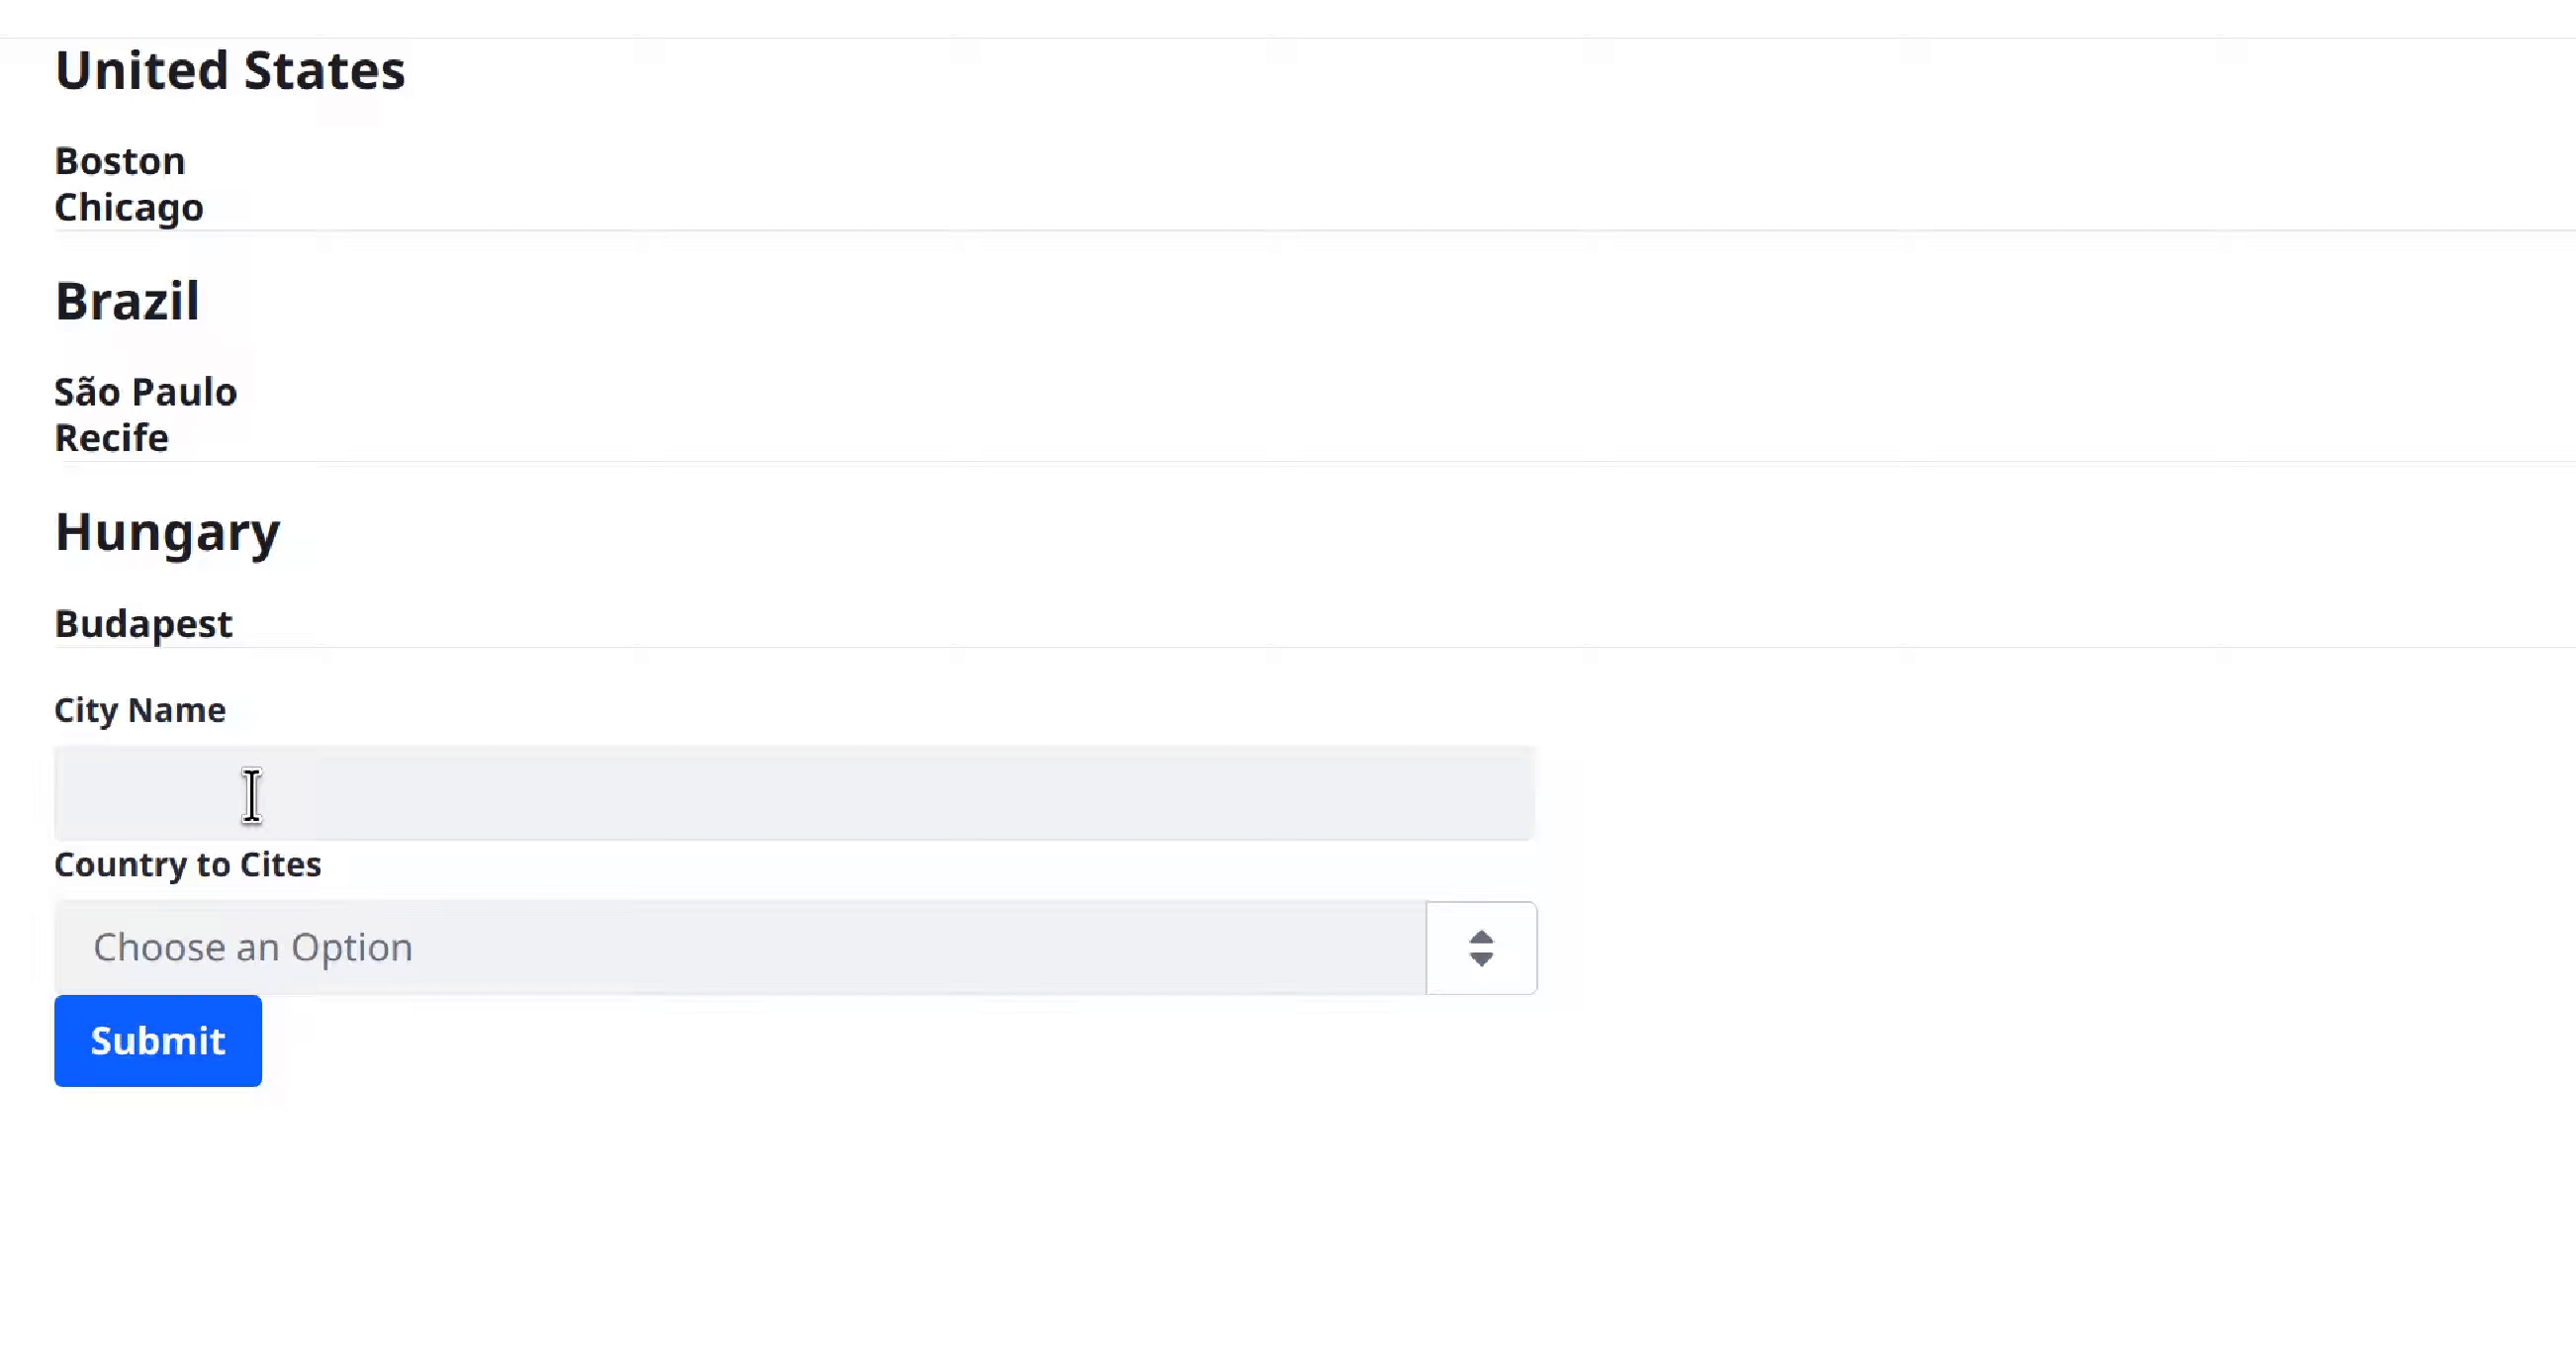 United States
Boston
Chicago
Brazil
São Paulo
Recife
Hungary
Budapest
City Name
Country to Cites
Choose an Option
Submit